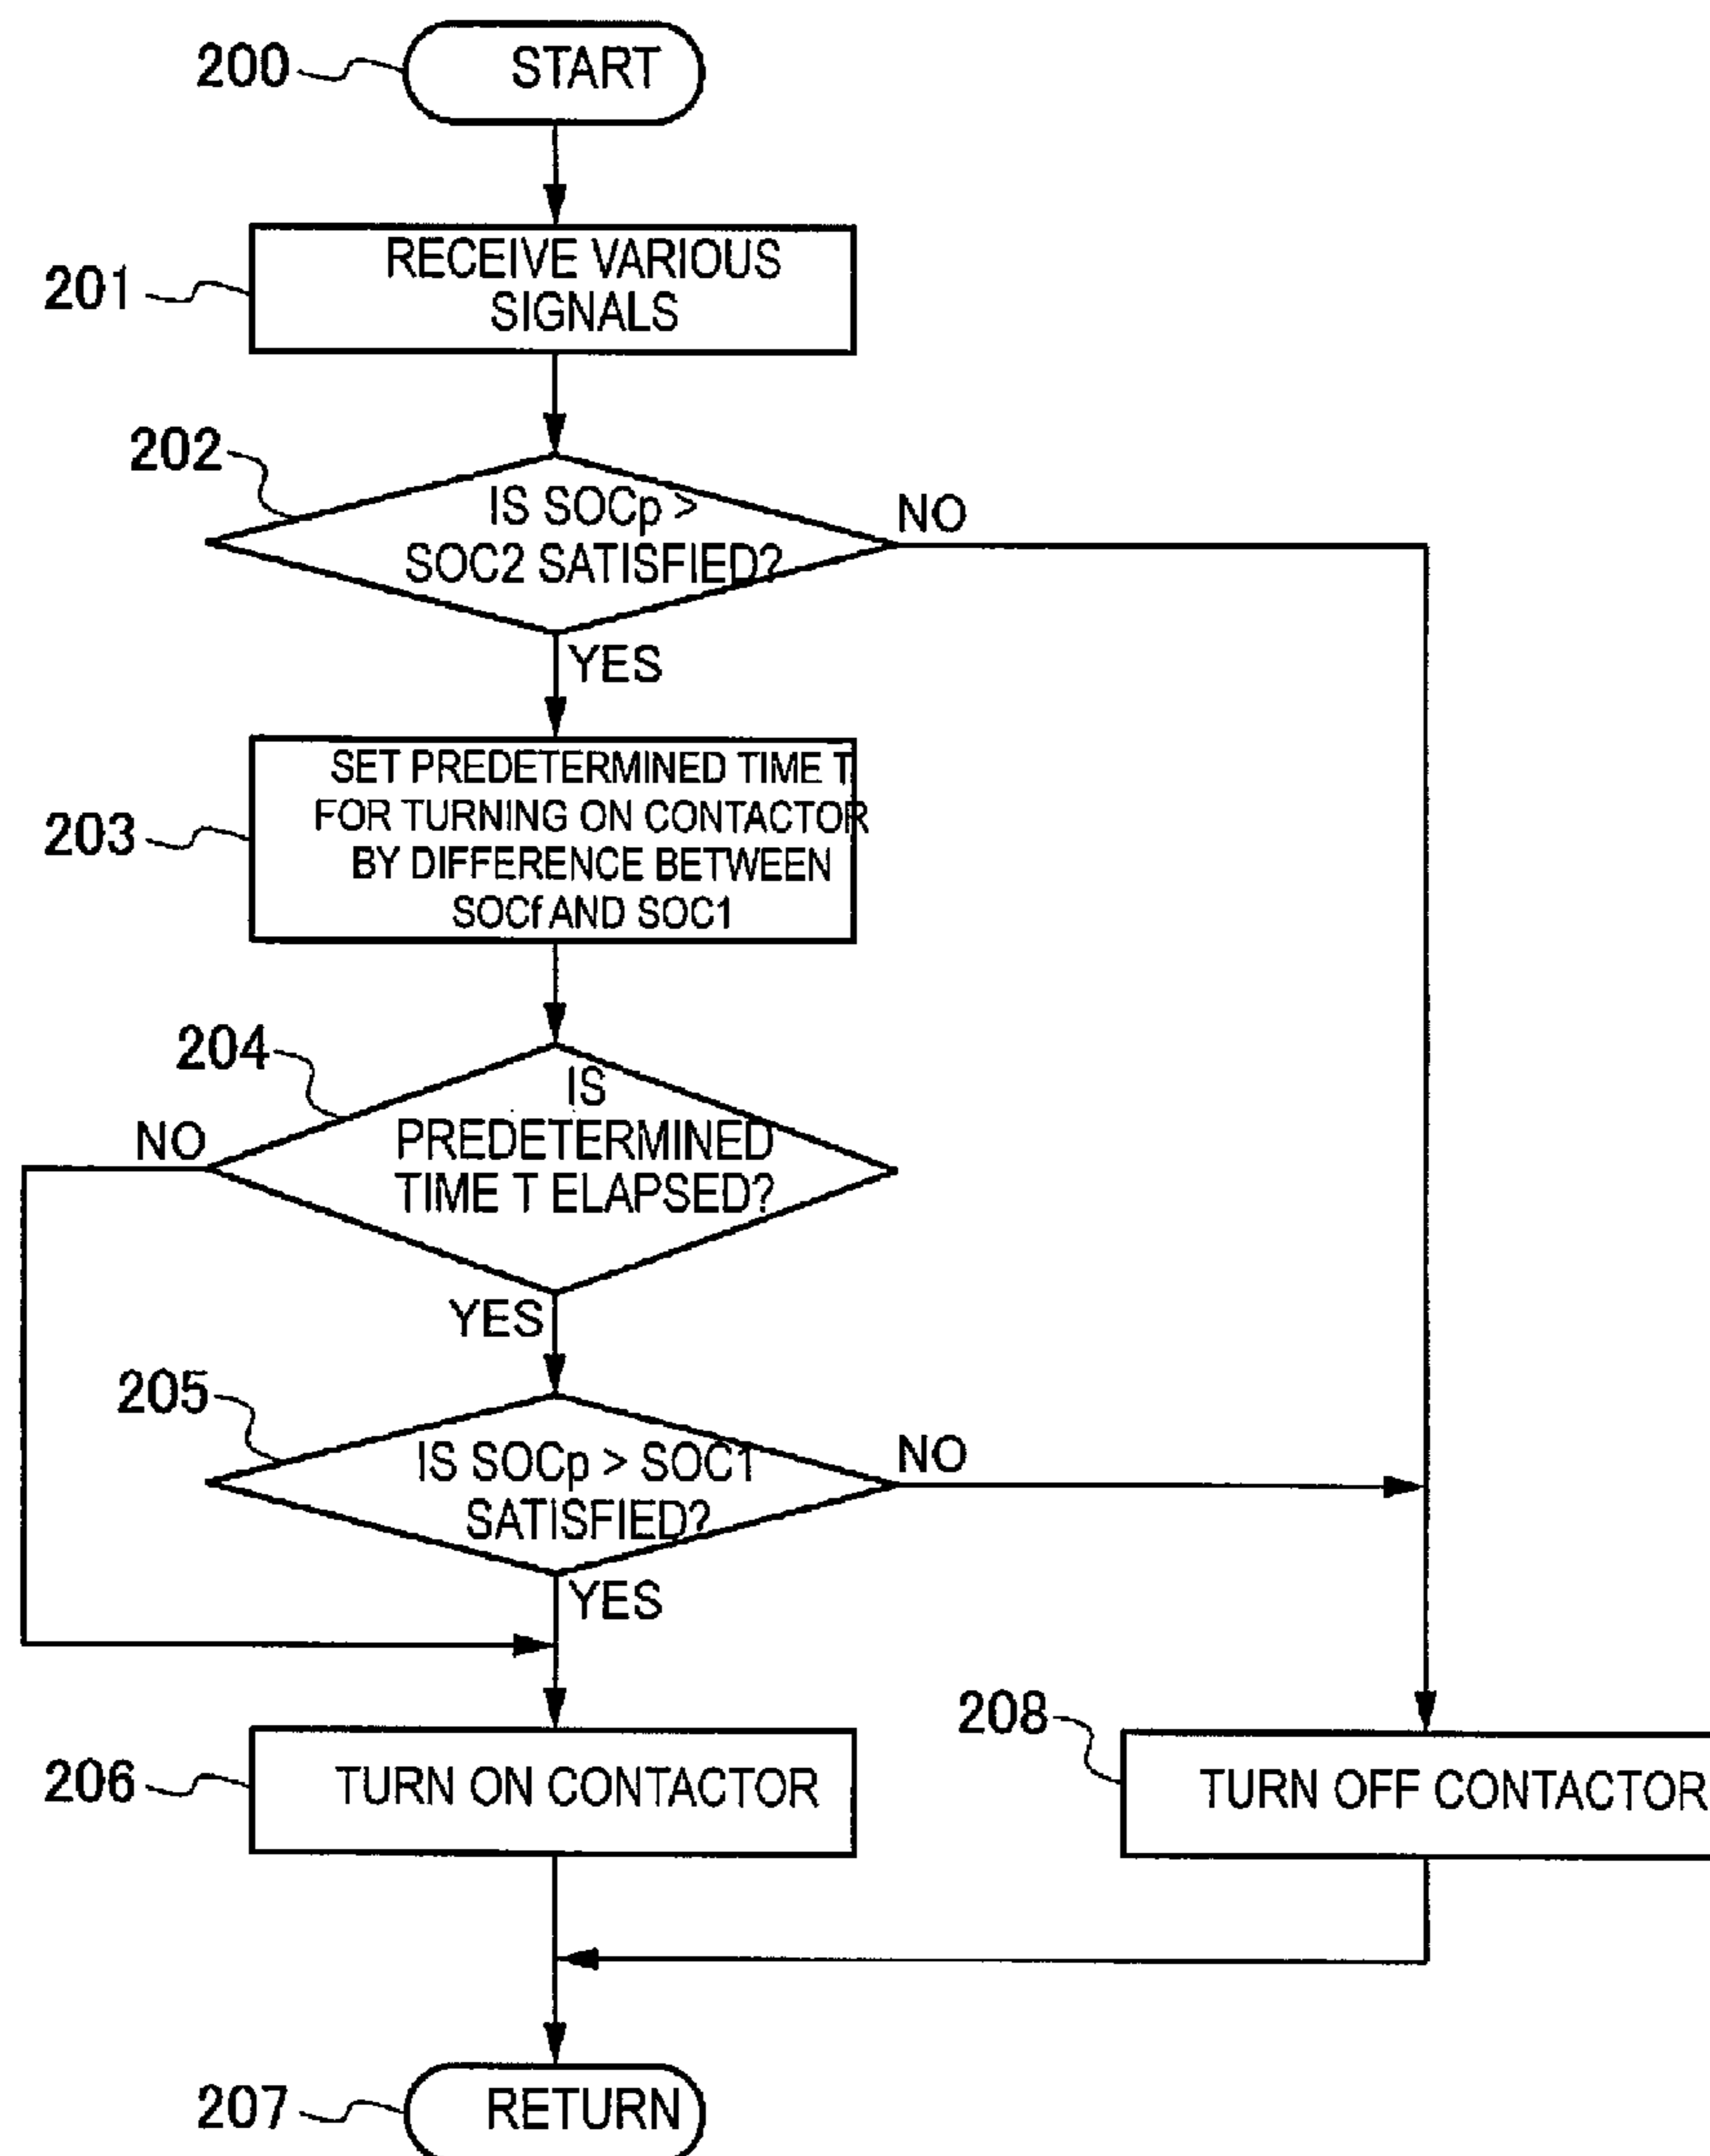 200
START
201
RECEIVE VARIOUS
SIGNALS
202
IS SOCp >
SOC2 SATISFIED?
NO
YES
203
SET PREDETERMINED TIME T
FOR TURNING ON CONTACTOR
BY DIFFERENCE BETWEEN
SOCf AND SOC1
204
NO
IS
PREDETERMINED
TIME T ELAPSED?
YES
205
IS SOCp > SOC1
SATISFIED?
NO
YES
206
TURN ON CONTACTOR
208
TURN OFF CONTACTOR
207
RETURN